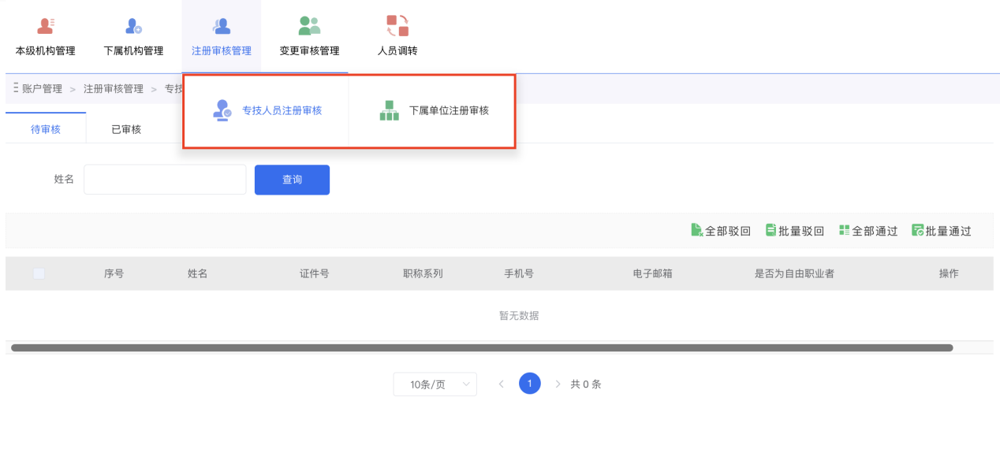 本级机构管理 下属机构管理 注册审核管理 变更审核管理 人员调转
账户管理 > 注册审核管理 > 专技
专技人员注册审核 下属单位注册审核
待审核 已审核
姓名 查询
全部驳回 批量驳回 全部通过 批量通过
序号 姓名 证件号 职称系列 手机号 电子邮箱 是否为自由职业者 操作
暂无数据
10条/页 < 1 > 共 0 条